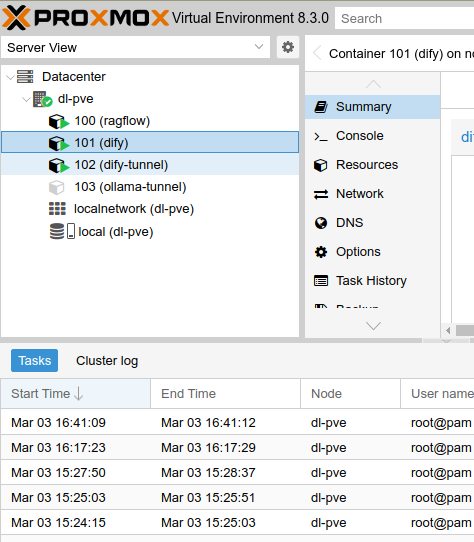 PROXMOX Virtual Environment 8.3.0 Search
Server View
Container 101 (dify) on no
Datacenter
dl-pve
100 (ragflow)
101 (dify)
102 (dify-tunnel)
103 (ollama-tunnel)
localnetwork (dl-pve)
local (dl-pve)
Summary
Console
Resources
Network
DNS
Options
Task History
Backup
di
Tasks Cluster log
Start Time End Time Node User name
Mar 03 16:41:09 Mar 03 16:41:12 dl-pve root@pam
Mar 03 16:17:23 Mar 03 16:17:29 dl-pve root@pam
Mar 03 15:27:50 Mar 03 15:28:37 dl-pve root@pam
Mar 03 15:25:03 Mar 03 15:25:51 dl-pve root@pam
Mar 03 15:24:15 Mar 03 15:25:03 dl-pve root@pam